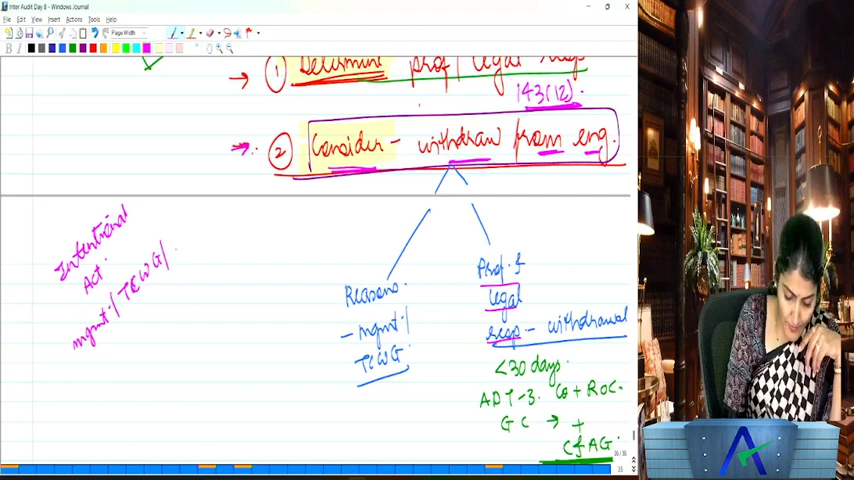 Inter Audit Day 8 - Windows Journal
File Edit View Insert Actions Tools Help
Page Width
① Determine prof/legal resp
143(12).
② Consider - withdraw from eng.
Intentional
Act.
mgmt./TCWG/
Reasons.
- mgmt./
TCWG.
Prof. &
legal
resp - withdrawal
<30 days.
ADT-3. Co + ROC.
GC → +
C&AG.